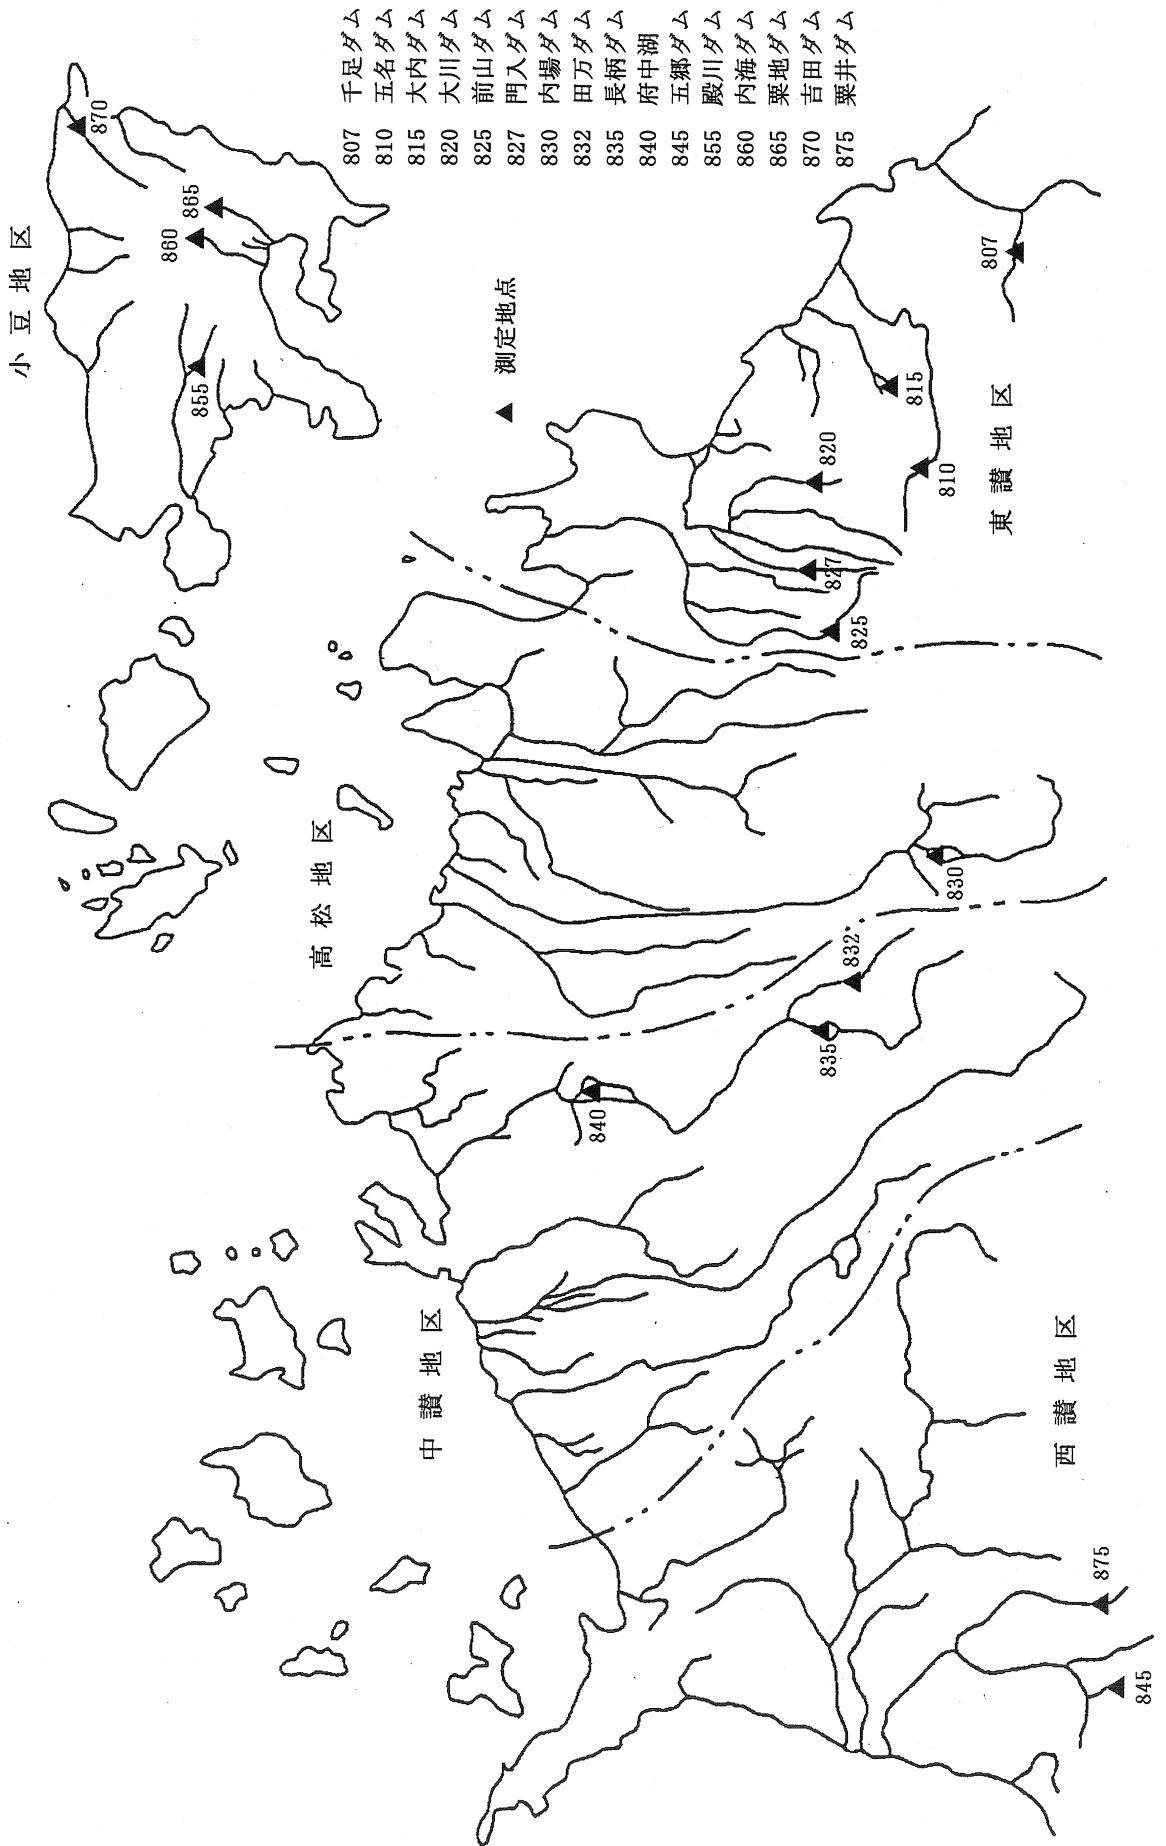 小豆地区
870
865
860
855
▲ 測定地点
高松地区
中讃地区
西讃地区
東讃地区
807
815
810
820
827
825
830
832
835
840
875
845
807 千足ダム
810 五名ダム
815 大内ダム
820 大川ダム
825 前山ダム
827 門入ダム
830 内場ダム
832 田万ダム
835 長柄ダム
840 府中湖
845 五郷ダム
855 殿川ダム
860 内海ダム
865 粟地ダム
870 吉田ダム
875 粟井ダム